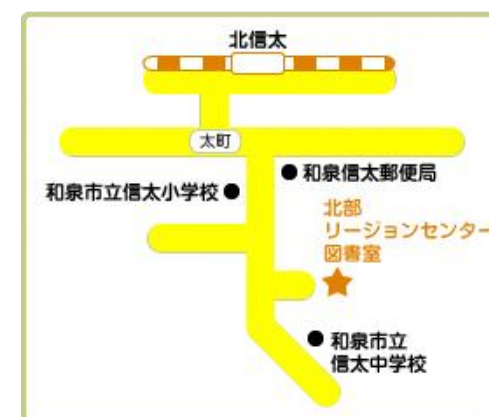 北信太
太町
和泉信太郵便局
和泉市立信太小学校
北部
リージョンセンター
図書室
和泉市立
信太中学校